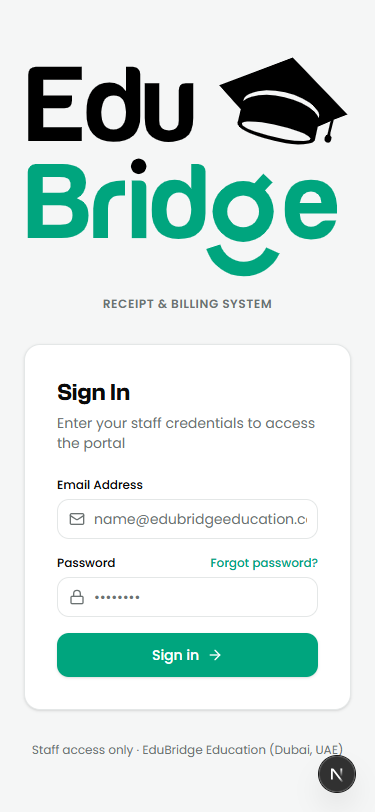 Edu
Bridge
RECEIPT & BILLING SYSTEM
Sign In
Enter your staff credentials to access
the portal
Email Address
name@edubridgeeducation.c
Password Forgot password?
••••••••
Sign in →
Staff access only · EduBridge Education (Dubai, UAE)
N